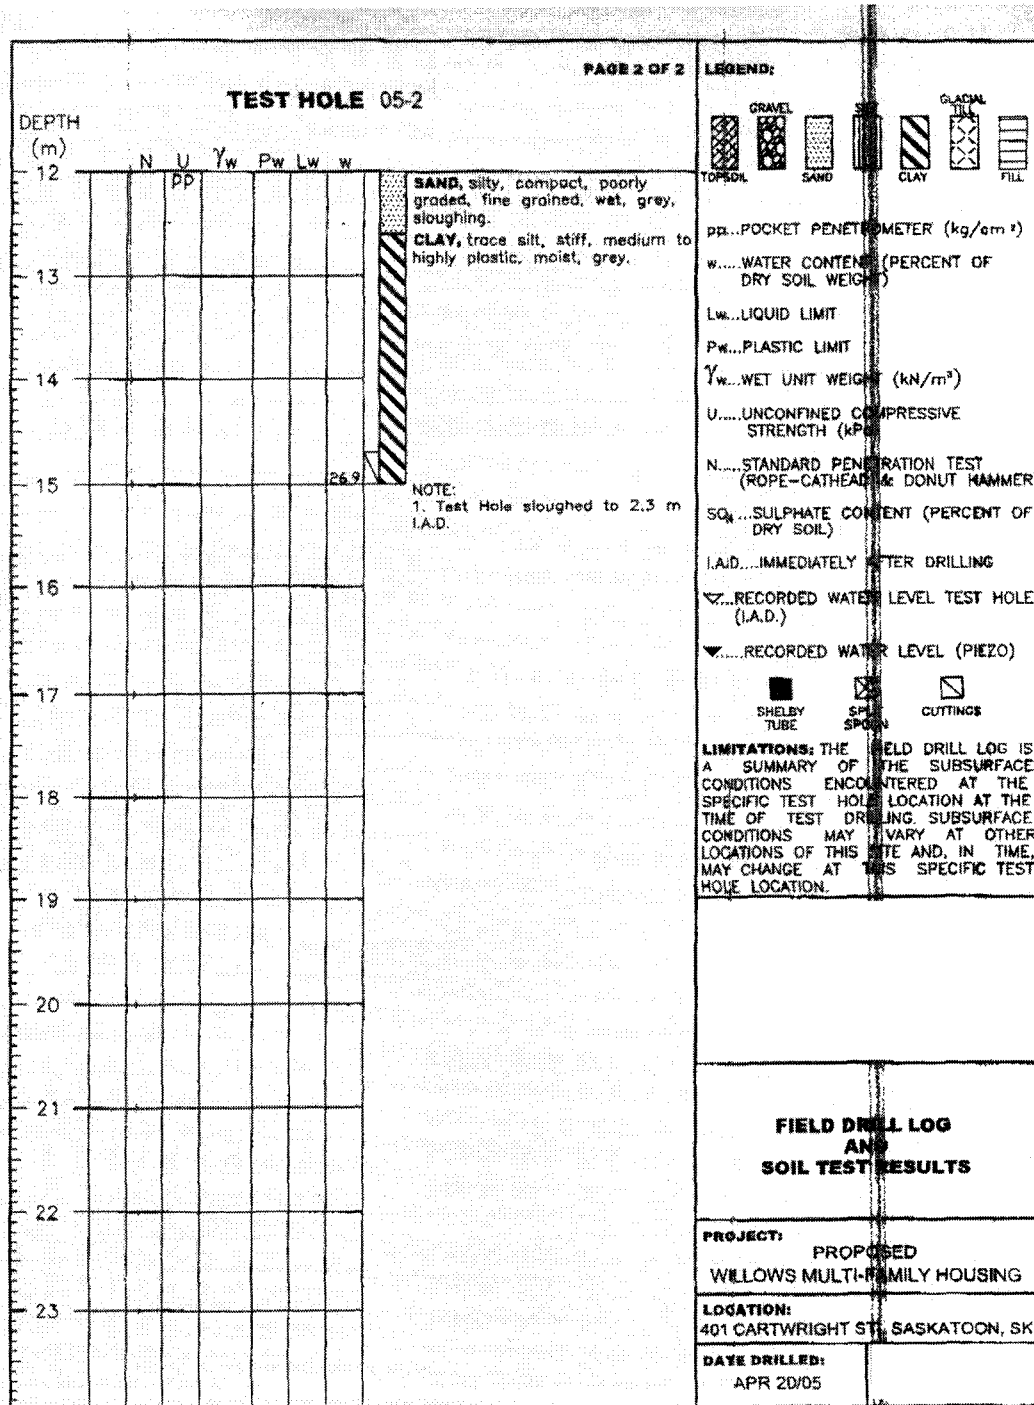 PAGE 2 OF 2
TEST HOLE 05-2
DEPTH
(m)
N U γw Pw Lw w
pp
12
SAND, silty, compact, poorly
graded, fine grained, wet, grey,
sloughing.
CLAY, trace silt, stiff, medium to
highly plastic, moist, grey.
13
14
26.9
15
NOTE:
1. Test Hole sloughed to 2.3 m
I.A.D.
16
17
18
19
20
21
22
23
LEGEND:
GRAVEL
GLACIAL
TILL
TOPSOIL SAND CLAY FILL
pp...POCKET PENETROMETER (kg/cm²)
w.....WATER CONTENT (PERCENT OF
DRY SOIL WEIGHT)
Lw...LIQUID LIMIT
Pw...PLASTIC LIMIT
γw...WET UNIT WEIGHT (kN/m³)
U.....UNCONFINED COMPRESSIVE
STRENGTH (kPa)
N.....STANDARD PENETRATION TEST
(ROPE-CATHEAD & DONUT HAMMER
SO₄...SULPHATE CONTENT (PERCENT OF
DRY SOIL)
I.A.D....IMMEDIATELY AFTER DRILLING
...RECORDED WATER LEVEL TEST HOLE
(I.A.D.)
.....RECORDED WATER LEVEL (PIEZO)
SHELBY
TUBE
SPLIT
SPOON
CUTTINGS
LIMITATIONS: THE FIELD DRILL LOG IS
A SUMMARY OF THE SUBSURFACE
CONDITIONS ENCOUNTERED AT THE
SPECIFIC TEST HOLE LOCATION AT THE
TIME OF TEST DRILLING. SUBSURFACE
CONDITIONS MAY VARY AT OTHER
LOCATIONS OF THIS SITE AND, IN TIME,
MAY CHANGE AT THIS SPECIFIC TEST
HOLE LOCATION.
FIELD DRILL LOG
AND
SOIL TEST RESULTS
PROJECT:
PROPOSED
WILLOWS MULTI-FAMILY HOUSING
LOCATION:
401 CARTWRIGHT ST., SASKATOON, SK
DATE DRILLED:
APR 20/05